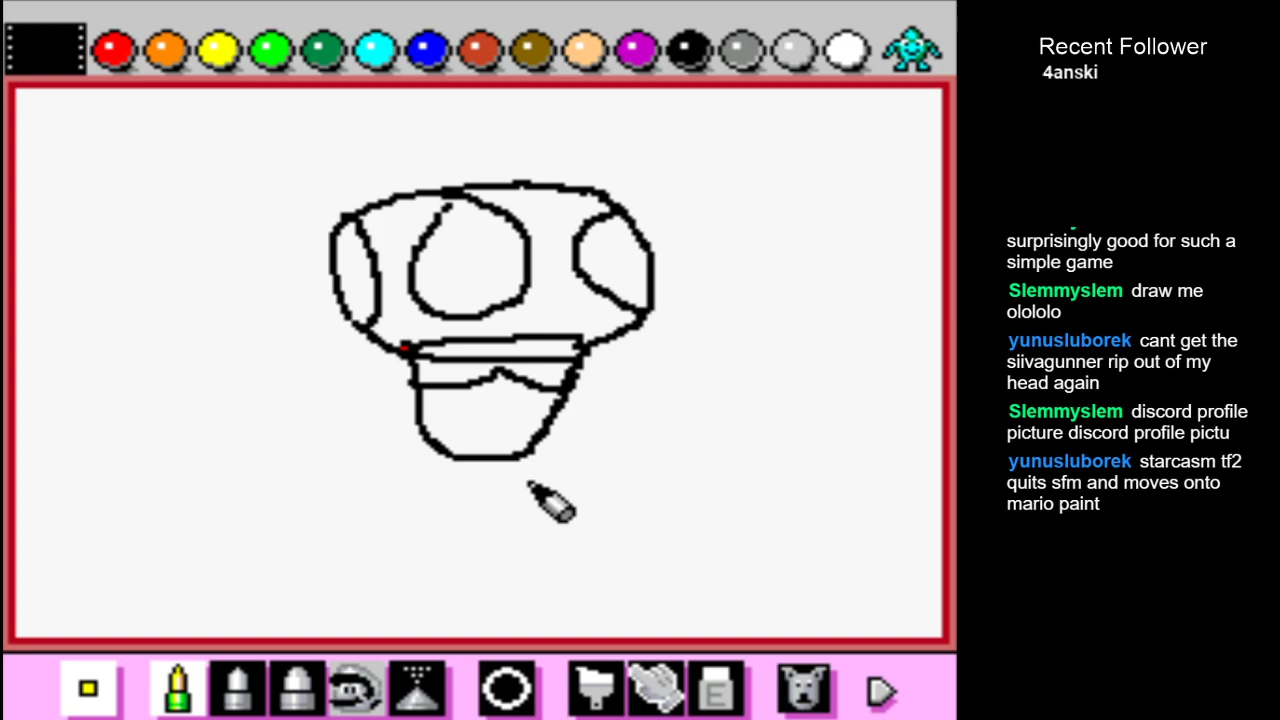 Recent Follower
4anski
surprisingly good for such a
simple game
Slemmyslem draw me
olololo
yunusluborek cant get the
siivagunner rip out of my
head again
Slemmyslem discord profile
picture discord profile pictu
yunusluborek starcasm tf2
quits sfm and moves onto
mario paint
E